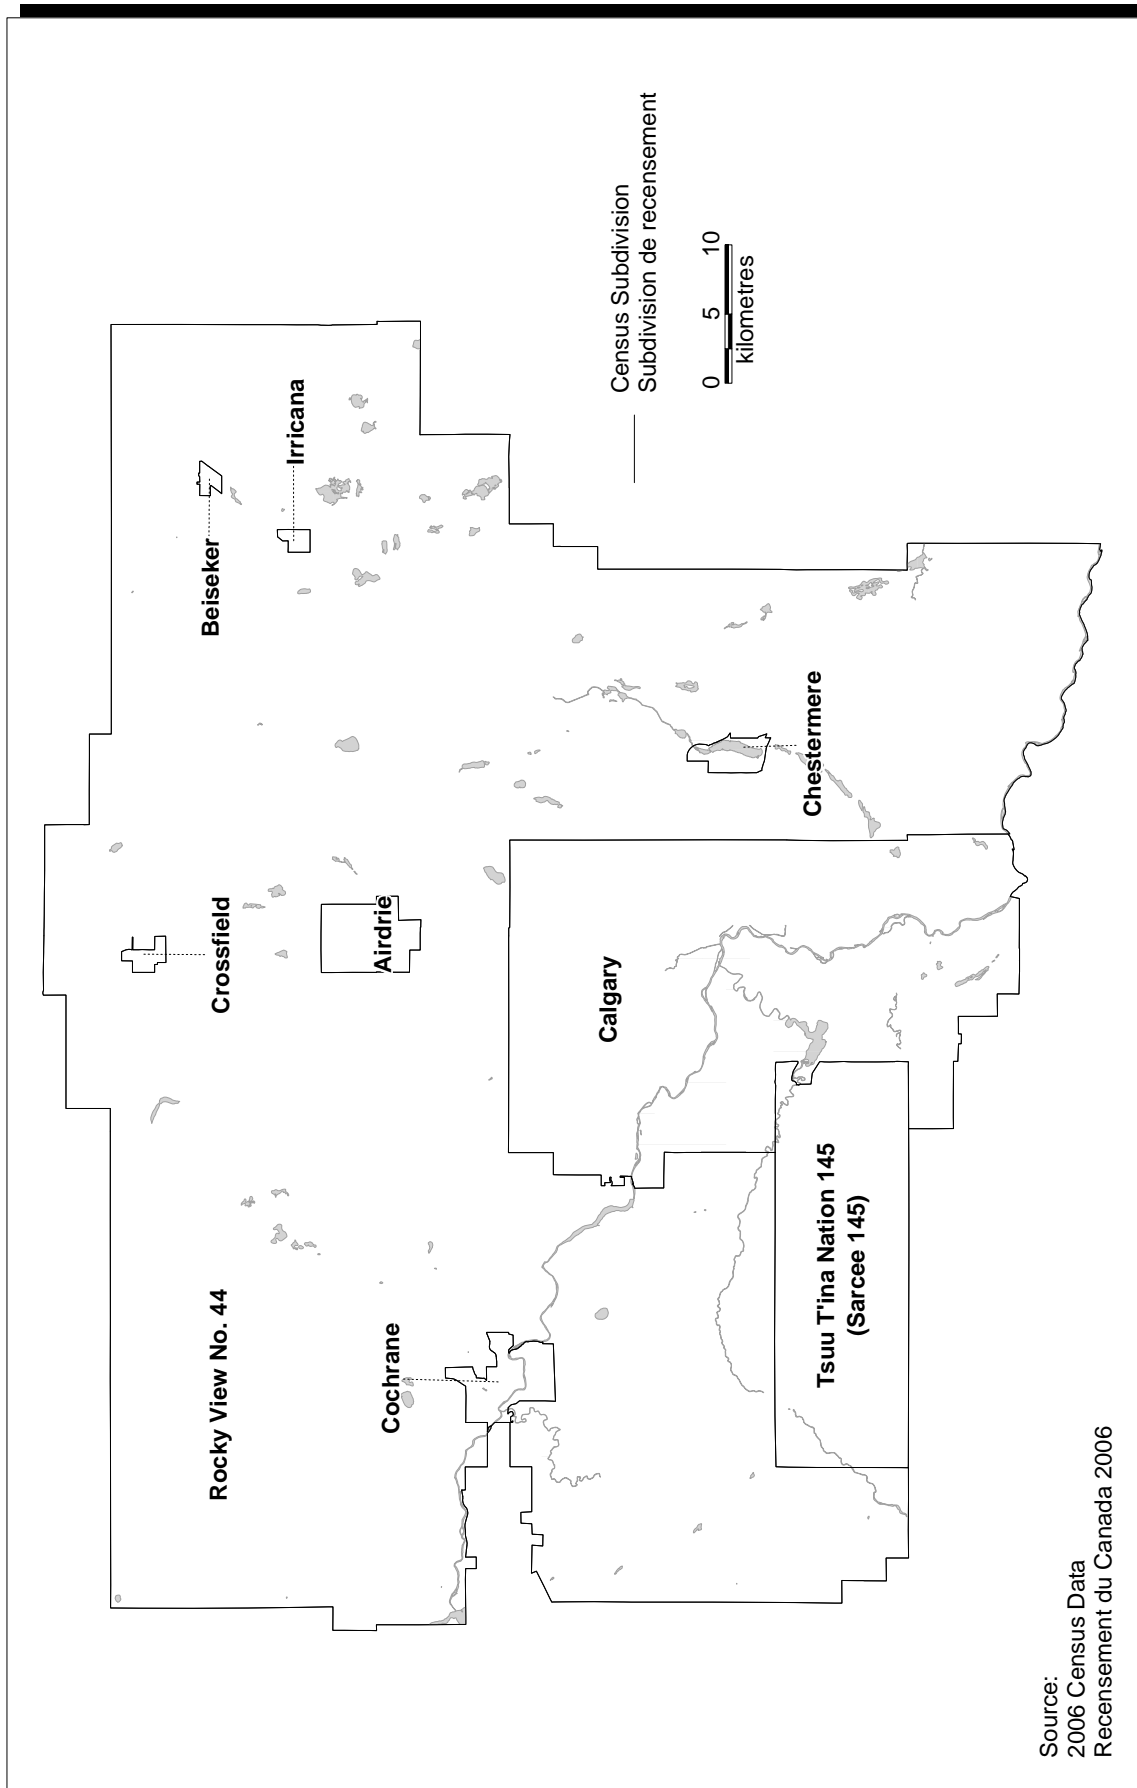 Crossfield
Beiseker
Irricana
Airdrie
Rocky View No. 44
Cochrane
Calgary
Chestermere
Tsuu T'ina Nation 145
(Sarcee 145)
Census Subdivision
Subdivision de recensement
0 5 10
kilometres
Source:
2006 Census Data
Recensement du Canada 2006